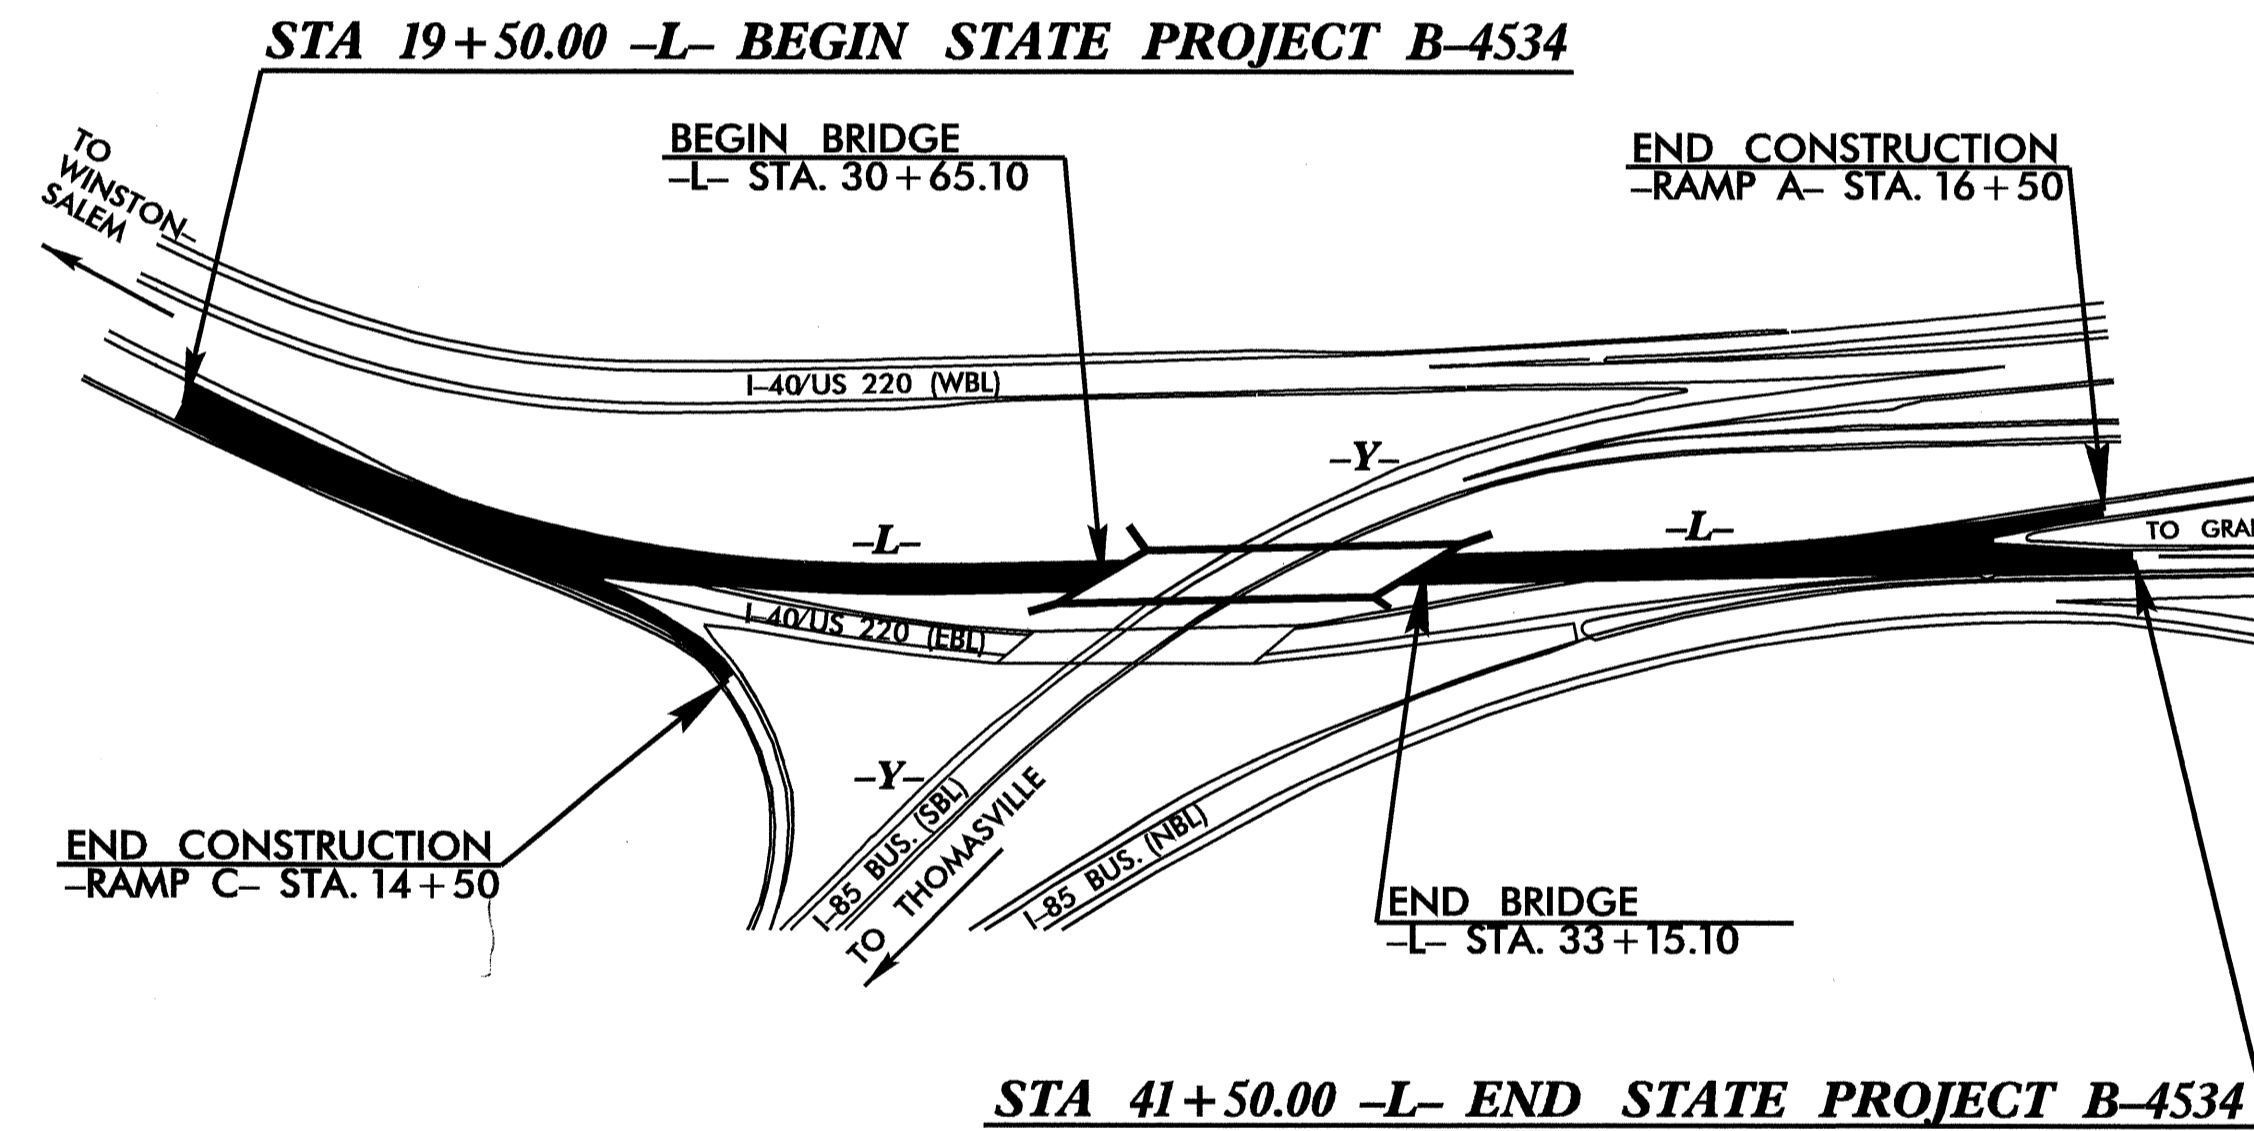 STA 19+50.00 –L– BEGIN STATE PROJECT B–4534
BEGIN BRIDGE
–L– STA. 30+65.10
END CONSTRUCTION
–RAMP A– STA. 16+50
TO
WINSTON–
SALEM
I–40/US 220 (WBL)
–Y–
–L–
–L–
TO GRA
I–40/US 220 (EBL)
–Y–
I–85 BUS. (SBL)
TO THOMASVILLE
I–85 BUS. (NBL)
END CONSTRUCTION
–RAMP C– STA. 14+50
END BRIDGE
–L– STA. 33+15.10
STA 41+50.00 –L– END STATE PROJECT B–4534